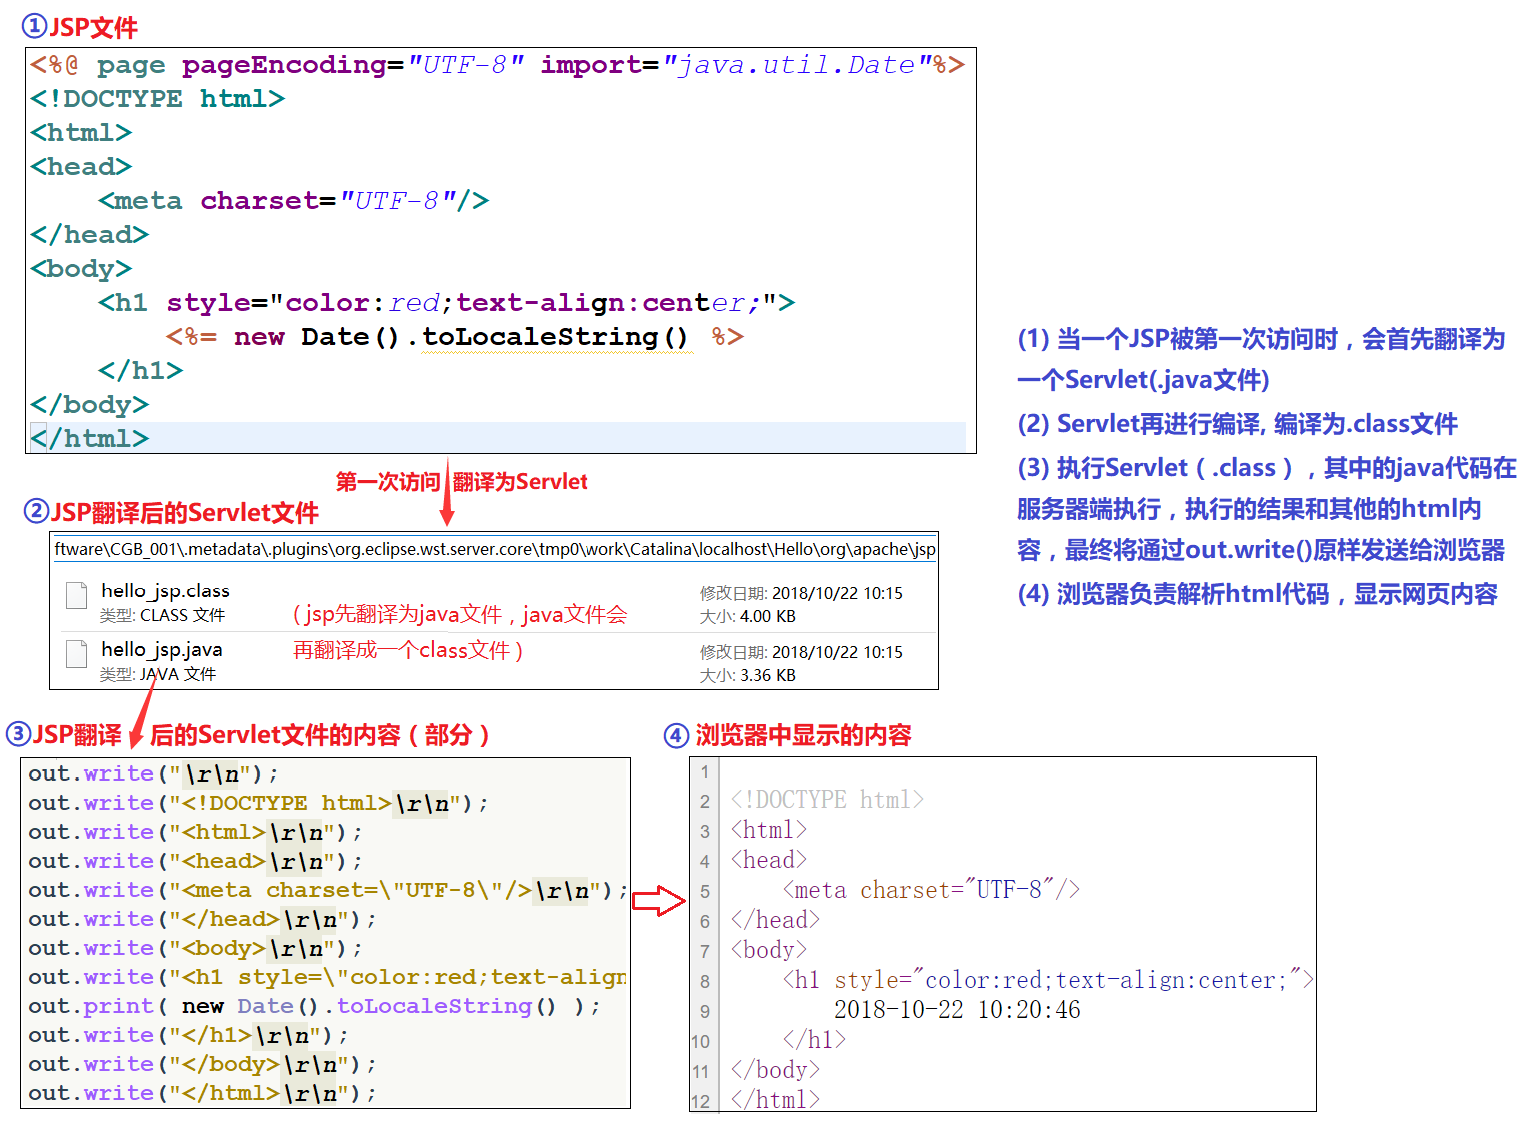 ①JSP文件
<%@ page pageEncoding="UTF-8" import="java.util.Date"%>
<!DOCTYPE html>
<html>
<head>
    <meta charset="UTF-8"/>
</head>
<body>
    <h1 style="color:red;text-align:center;">
        <%= new Date().toLocaleString() %>
    </h1>
</body>
</html>
第一次访问 翻译为Servlet
②JSP翻译后的Servlet文件
ftware\CGB_001\.metadata\.plugins\org.eclipse.wst.server.core\tmp0\work\Catalina\localhost\Hello\org\apache\jsp
hello_jsp.class
类型: CLASS 文件
修改日期: 2018/10/22 10:15
大小: 4.00 KB
（jsp先翻译为java文件，java文件会
再翻译成一个class文件）
hello_jsp.java
类型: JAVA 文件
修改日期: 2018/10/22 10:15
大小: 3.36 KB
(1) 当一个JSP被第一次访问时，会首先翻译为
一个Servlet(.java文件)
(2) Servlet再进行编译, 编译为.class文件
(3) 执行Servlet（.class），其中的java代码在
服务器端执行，执行的结果和其他的html内
容，最终将通过out.write()原样发送给浏览器
(4) 浏览器负责解析html代码，显示网页内容
③JSP翻译 后的Servlet文件的内容（部分）
out.write("\r\n");
out.write("<!DOCTYPE html>\r\n");
out.write("<html>\r\n");
out.write("<head>\r\n");
out.write("<meta charset=\"UTF-8\"/>\r\n");
out.write("</head>\r\n");
out.write("<body>\r\n");
out.write("<h1 style=\"color:red;text-align
out.print( new Date().toLocaleString() );
out.write("</h1>\r\n");
out.write("</body>\r\n");
out.write("</html>\r\n");
④ 浏览器中显示的内容
1
2 <!DOCTYPE html>
3 <html>
4 <head>
5     <meta charset="UTF-8"/>
6 </head>
7 <body>
8     <h1 style="color:red;text-align:center;">
9         2018-10-22 10:20:46
10     </h1>
11 </body>
12 </html>